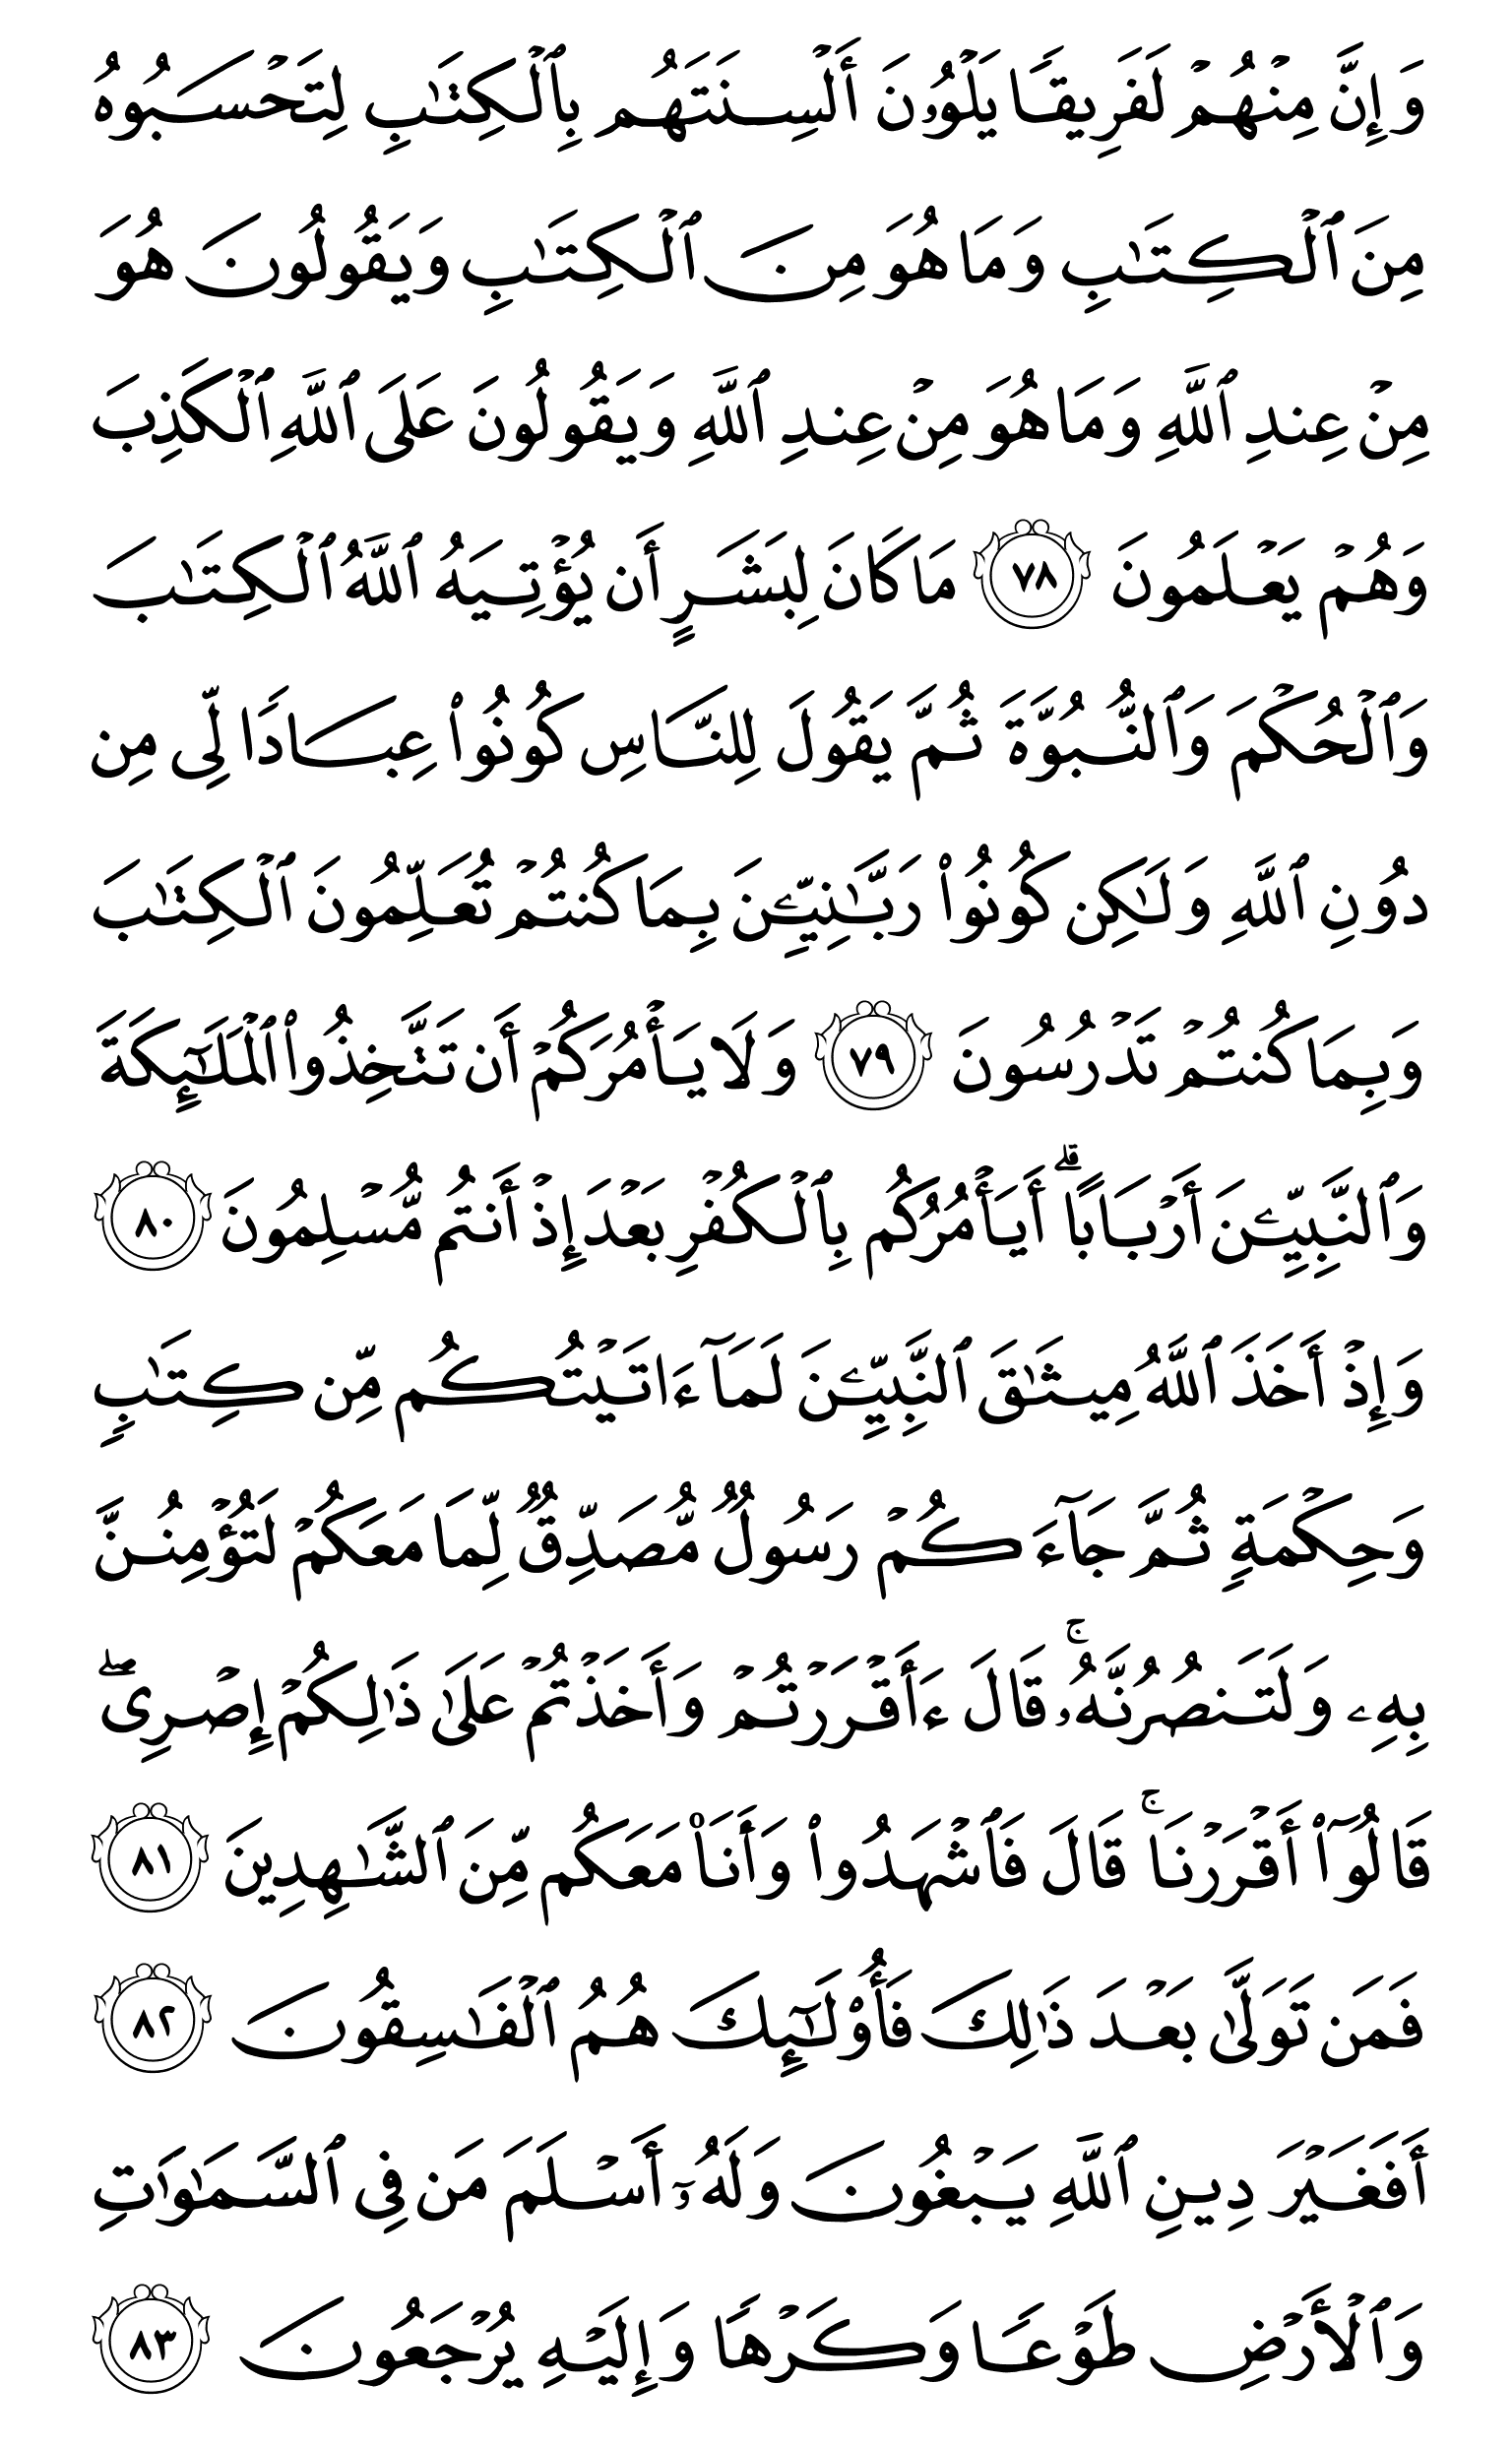 وَإِنَّ مِنْهُمْ لَفَرِيقًا يَلْوُۥنَ أَلْسِنَتَهُم بِٱلْكِتَٰبِ لِتَحْسَبُوهُ
مِنَ ٱلْكِتَٰبِ وَمَا هُوَ مِنَ ٱلْكِتَٰبِ وَيَقُولُونَ هُوَ
مِنْ عِندِ ٱللَّهِ وَمَا هُوَ مِنْ عِندِ ٱللَّهِ وَيَقُولُونَ عَلَى ٱللَّهِ ٱلْكَذِبَ
وَهُمْ يَعْلَمُونَ ٧٨ مَا كَانَ لِبَشَرٍ أَن يُؤْتِيَهُ ٱللَّهُ ٱلْكِتَٰبَ
وَٱلْحُكْمَ وَٱلنُّبُوَّةَ ثُمَّ يَقُولَ لِلنَّاسِ كُونُوا۟ عِبَادًا لِّى مِن
دُونِ ٱللَّهِ وَلَٰكِن كُونُوا۟ رَبَّٰنِيِّۦنَ بِمَا كُنتُمْ تُعَلِّمُونَ ٱلْكِتَٰبَ
وَبِمَا كُنتُمْ تَدْرُسُونَ ٧٩ وَلَا يَأْمُرَكُمْ أَن تَتَّخِذُوا۟ ٱلْمَلَٰٓئِكَةَ
وَٱلنَّبِيِّۦنَ أَرْبَابًا ۗ أَيَأْمُرُكُم بِٱلْكُفْرِ بَعْدَ إِذْ أَنتُم مُّسْلِمُونَ ٨٠
وَإِذْ أَخَذَ ٱللَّهُ مِيثَٰقَ ٱلنَّبِيِّۦنَ لَمَآ ءَاتَيْتُكُم مِّن كِتَٰبٍ
وَحِكْمَةٍ ثُمَّ جَآءَكُمْ رَسُولٌ مُّصَدِّقٌ لِّمَا مَعَكُمْ لَتُؤْمِنُنَّ
بِهِۦ وَلَتَنصُرُنَّهُۥ ۚ قَالَ ءَأَقْرَرْتُمْ وَأَخَذْتُمْ عَلَىٰ ذَٰلِكُمْ إِصْرِى ۖ
قَالُوٓا۟ أَقْرَرْنَا ۚ قَالَ فَٱشْهَدُوا۟ وَأَنَا۠ مَعَكُم مِّنَ ٱلشَّٰهِدِينَ ٨١
فَمَن تَوَلَّىٰ بَعْدَ ذَٰلِكَ فَأُو۟لَٰٓئِكَ هُمُ ٱلْفَٰسِقُونَ ٨٢
أَفَغَيْرَ دِينِ ٱللَّهِ يَبْغُونَ وَلَهُۥٓ أَسْلَمَ مَن فِى ٱلسَّمَٰوَٰتِ
وَٱلْأَرْضِ طَوْعًا وَكَرْهًا وَإِلَيْهِ يُرْجَعُونَ ٨٣